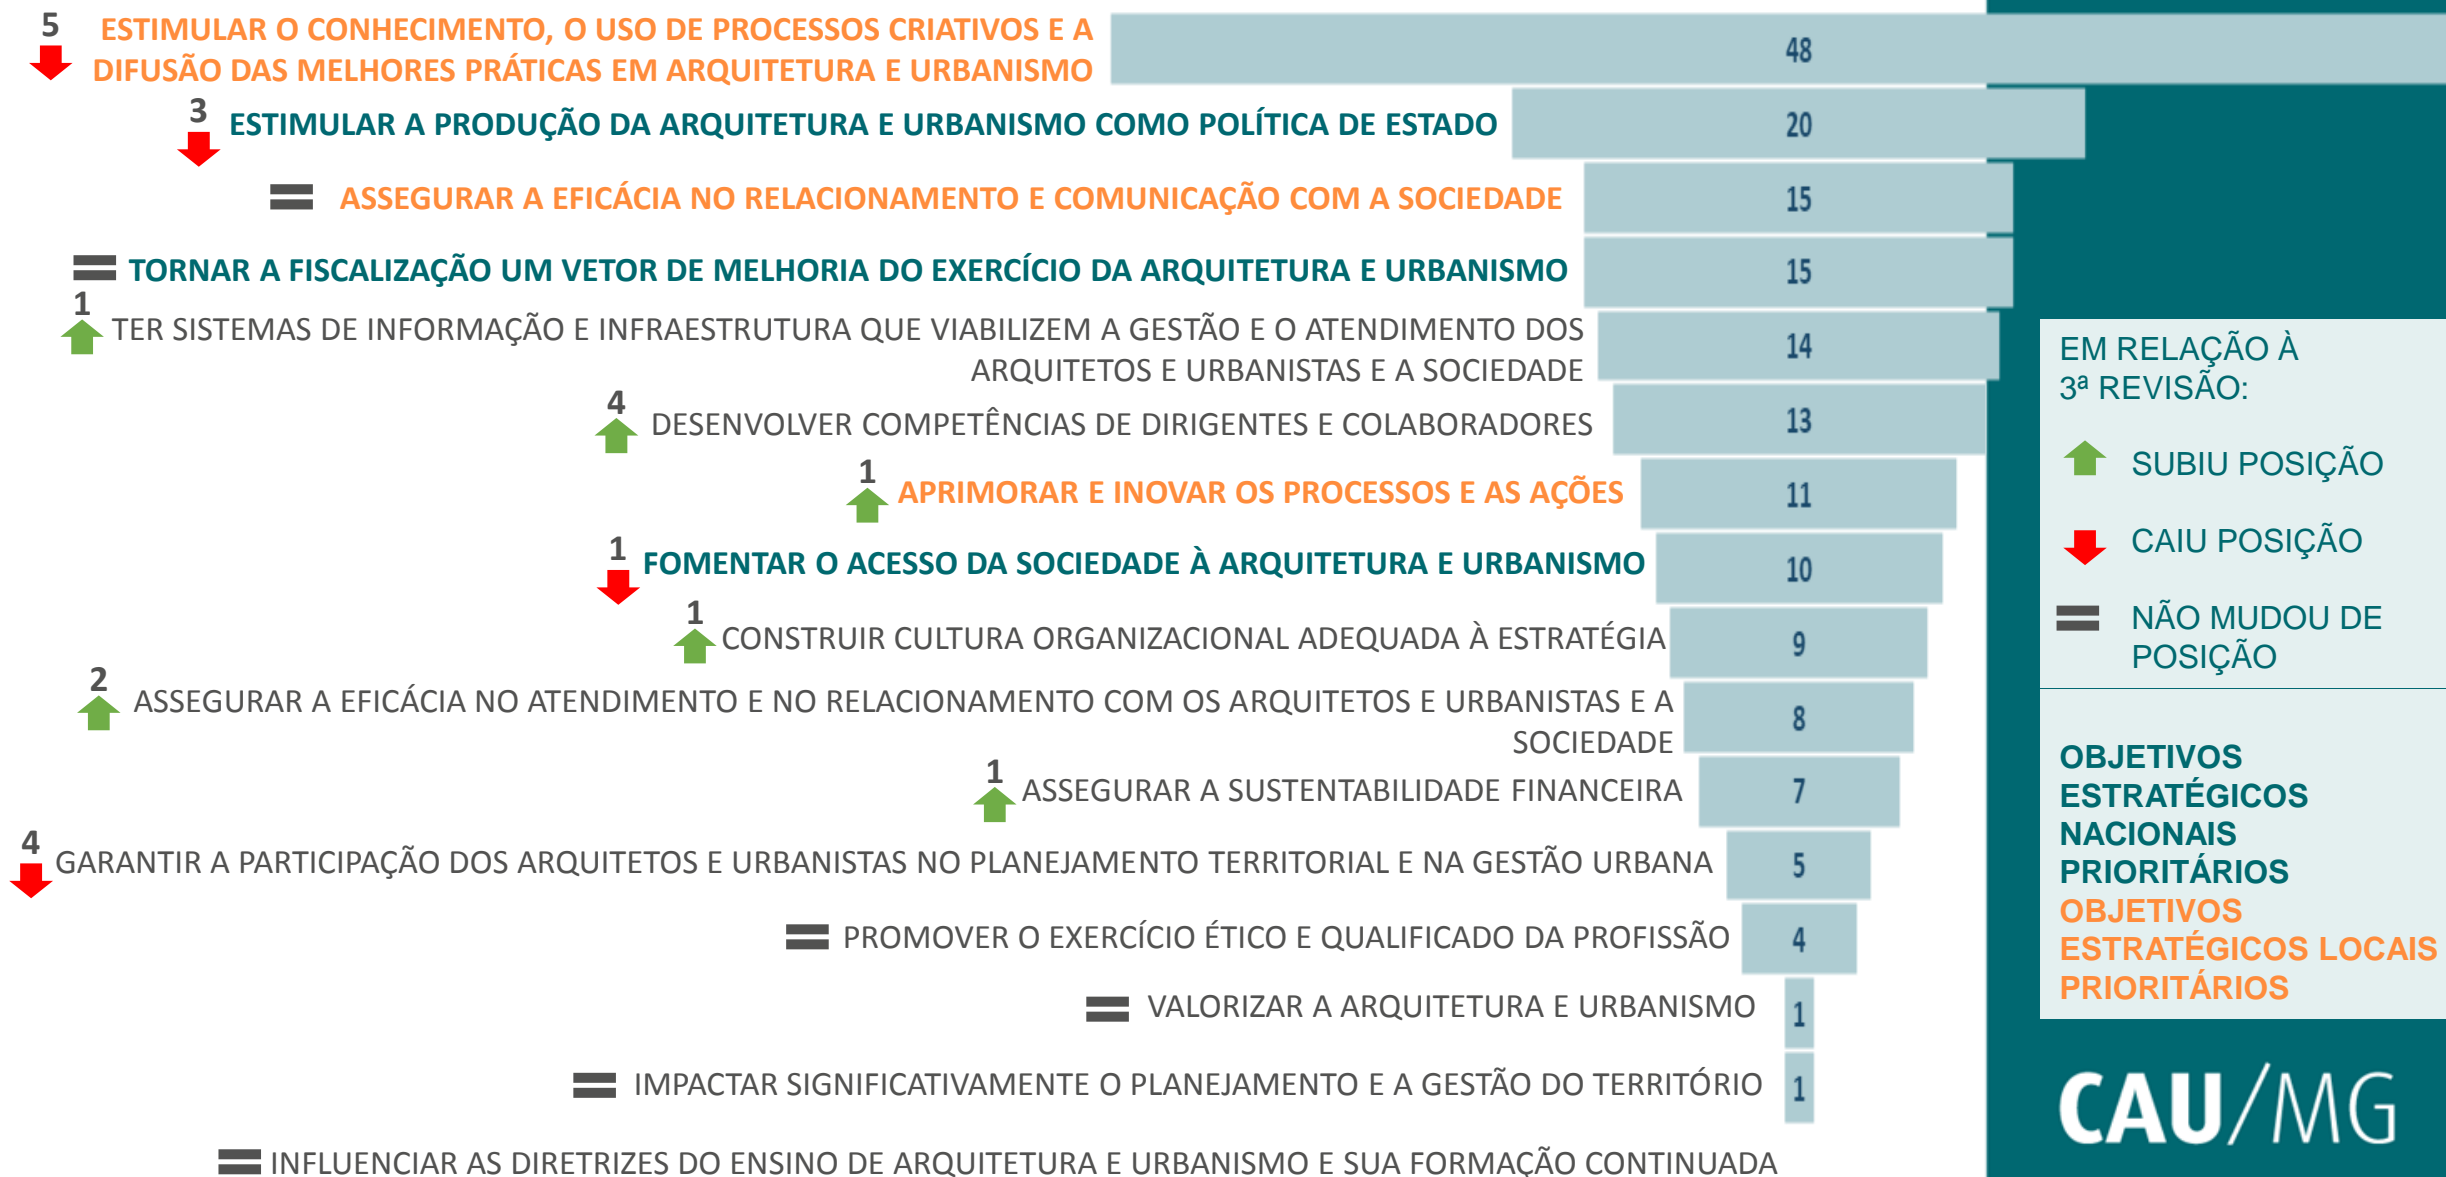 5
ESTIMULAR O CONHECIMENTO, O USO DE PROCESSOS CRIATIVOS E A
DIFUSÃO DAS MELHORES PRÁTICAS EM ARQUITETURA E URBANISMO
48
3
ESTIMULAR A PRODUÇÃO DA ARQUITETURA E URBANISMO COMO POLÍTICA DE ESTADO
20
ASSEGURAR A EFICÁCIA NO RELACIONAMENTO E COMUNICAÇÃO COM A SOCIEDADE
15
TORNAR A FISCALIZAÇÃO UM VETOR DE MELHORIA DO EXERCÍCIO DA ARQUITETURA E URBANISMO
15
1
TER SISTEMAS DE INFORMAÇÃO E INFRAESTRUTURA QUE VIABILIZEM A GESTÃO E O ATENDIMENTO DOS
ARQUITETOS E URBANISTAS E A SOCIEDADE
14
4
DESENVOLVER COMPETÊNCIAS DE DIRIGENTES E COLABORADORES
13
1
APRIMORAR E INOVAR OS PROCESSOS E AS AÇÕES
11
1
FOMENTAR O ACESSO DA SOCIEDADE À ARQUITETURA E URBANISMO
10
1
CONSTRUIR CULTURA ORGANIZACIONAL ADEQUADA À ESTRATÉGIA
9
2
ASSEGURAR A EFICÁCIA NO ATENDIMENTO E NO RELACIONAMENTO COM OS ARQUITETOS E URBANISTAS E A
SOCIEDADE
8
1
ASSEGURAR A SUSTENTABILIDADE FINANCEIRA
7
4
GARANTIR A PARTICIPAÇÃO DOS ARQUITETOS E URBANISTAS NO PLANEJAMENTO TERRITORIAL E NA GESTÃO URBANA
5
PROMOVER O EXERCÍCIO ÉTICO E QUALIFICADO DA PROFISSÃO
4
VALORIZAR A ARQUITETURA E URBANISMO
1
IMPACTAR SIGNIFICATIVAMENTE O PLANEJAMENTO E A GESTÃO DO TERRITÓRIO
1
INFLUENCIAR AS DIRETRIZES DO ENSINO DE ARQUITETURA E URBANISMO E SUA FORMAÇÃO CONTINUADA
EM RELAÇÃO À
3ª REVISÃO:
SUBIU POSIÇÃO
CAIU POSIÇÃO
NÃO MUDOU DE
POSIÇÃO
OBJETIVOS
ESTRATÉGICOS
NACIONAIS
PRIORITÁRIOS
OBJETIVOS
ESTRATÉGICOS LOCAIS
PRIORITÁRIOS
CAU/MG